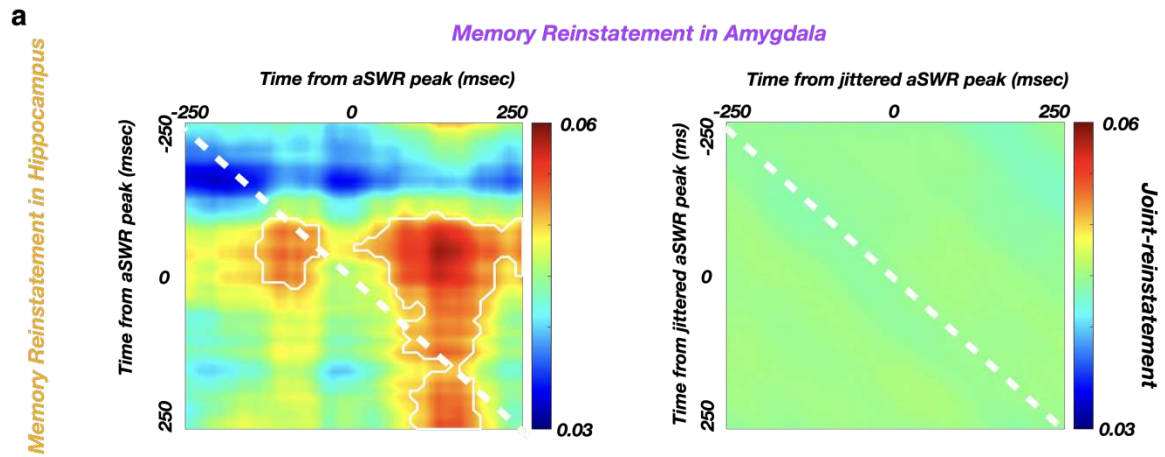 a
Memory Reinstatement in Amygdala
Memory Reinstatement in Hippocampus
Time from aSWR peak (msec)
-250 0 250
Time from aSWR peak (msec)
-250
0
250
0.06
0.03
Time from jittered aSWR peak (msec)
-250 0 250
Time from jittered aSWR peak (ms)
-250
0
250
0.06
0.03
Joint-reinstatement